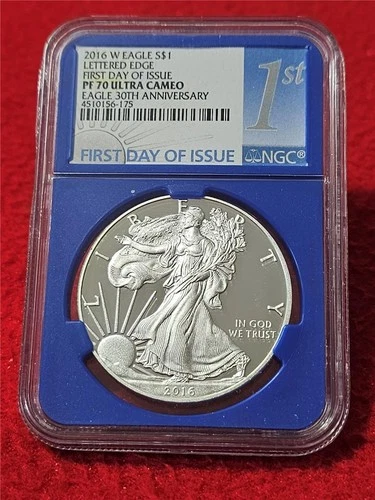 2016 W EAGLE S$1
LETTERED EDGE
FIRST DAY OF ISSUE
PF 70 ULTRA CAMEO
EAGLE 30TH ANNIVERSARY
4510156-175
1st
FIRST DAY OF ISSUE NGC®
LIBERTY
IN GOD
WE TRUST
2016